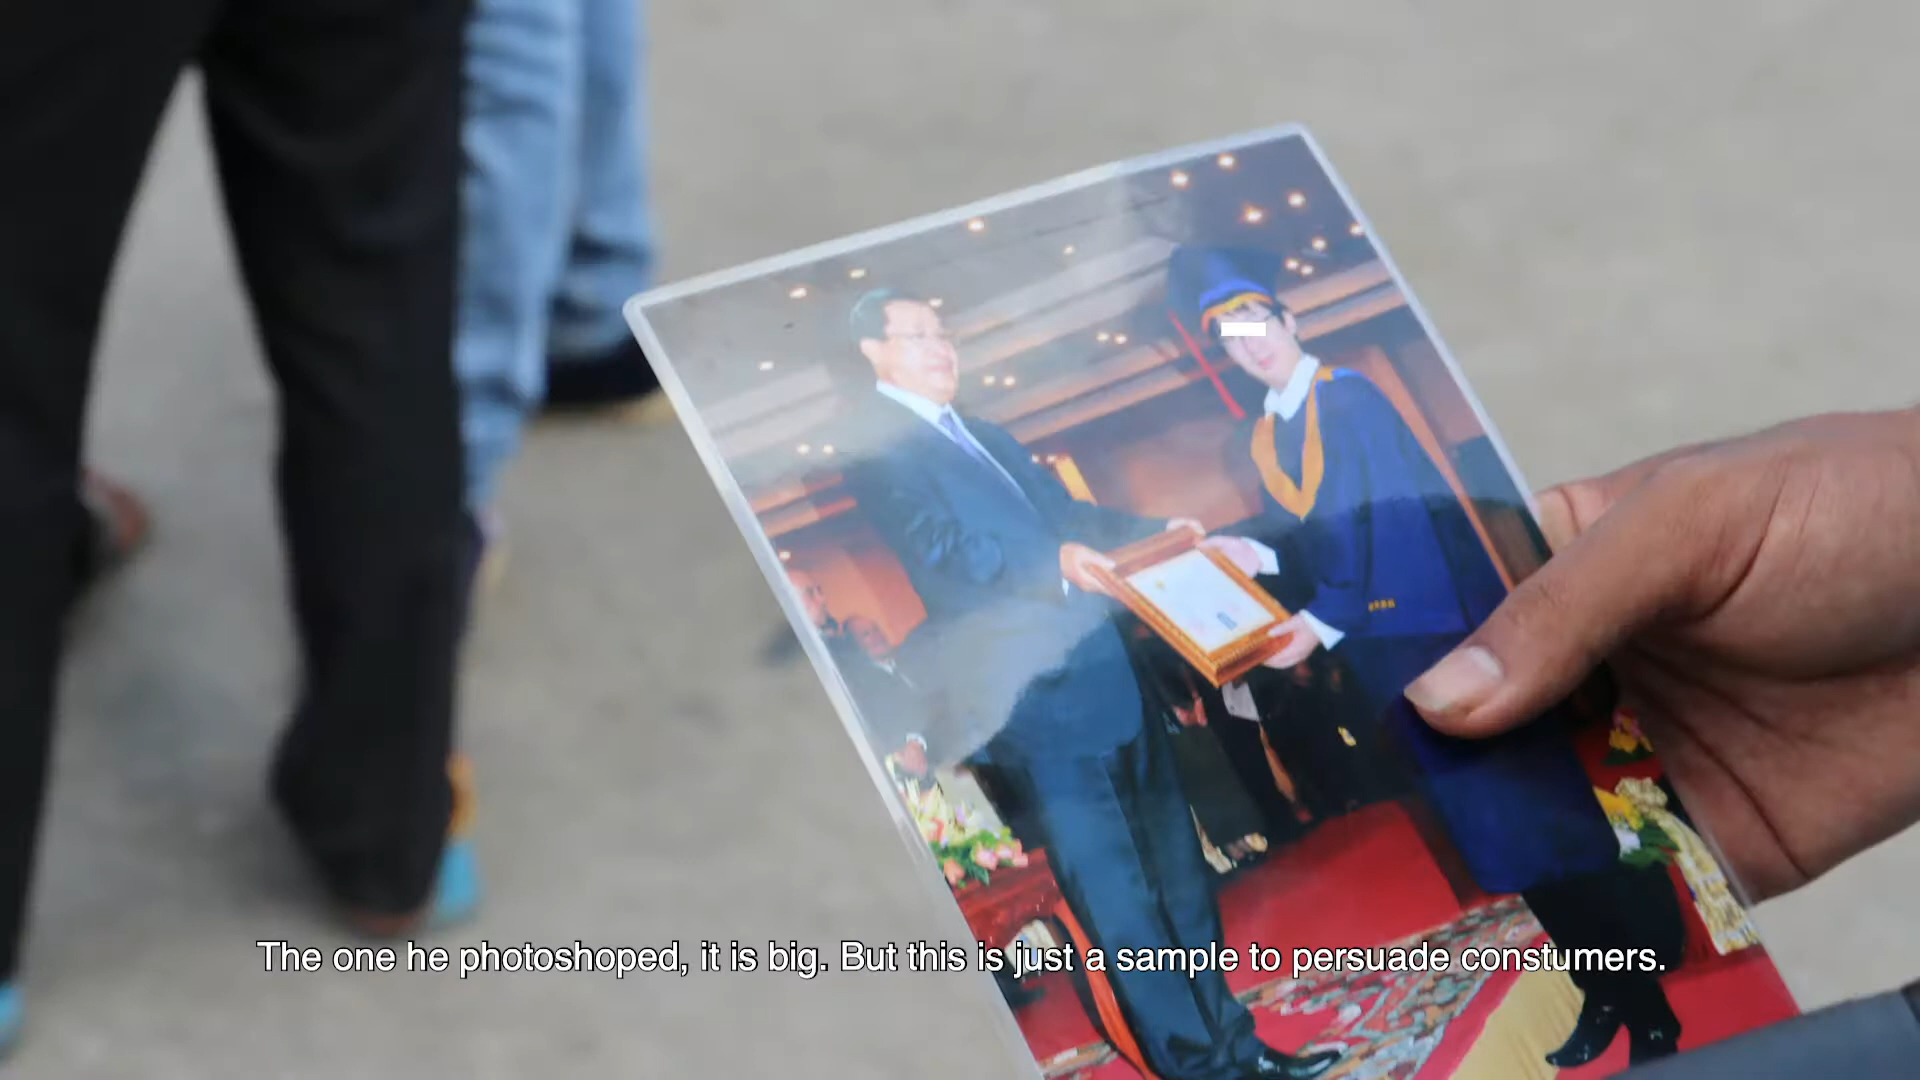 The one he photoshoped, it is big. But this is just a sample to persuade constumers.